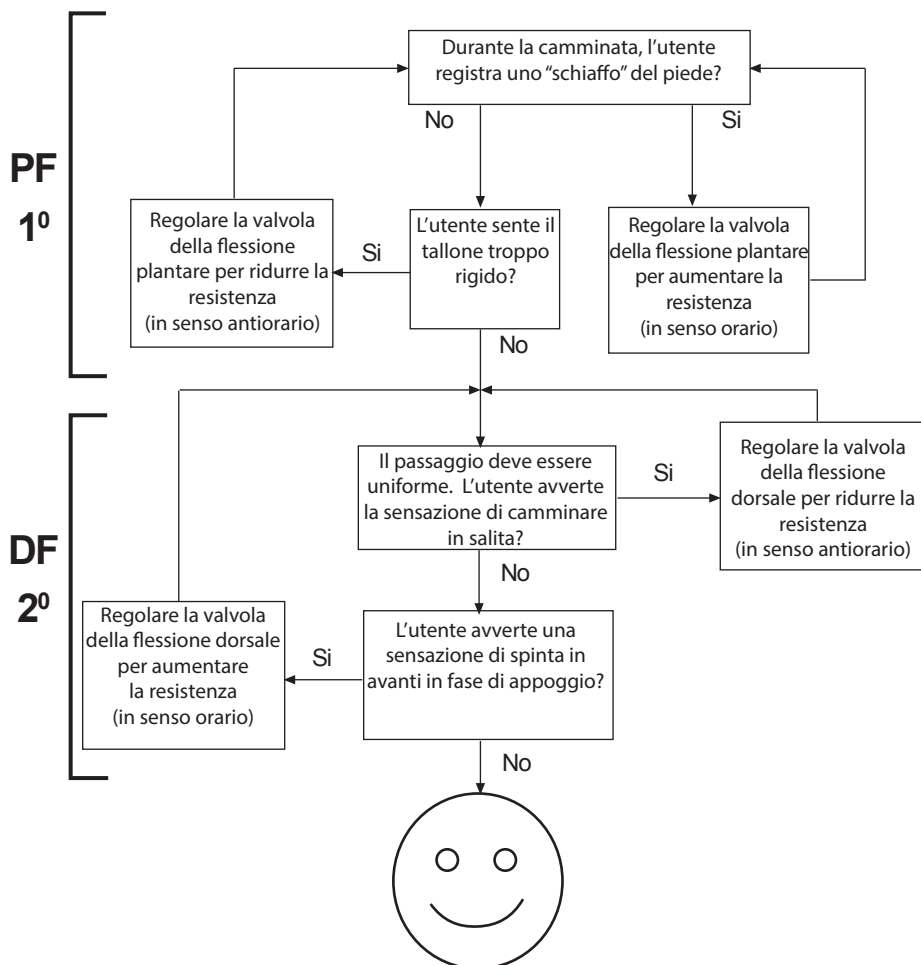 Durante la camminata, l’utente
registra uno “schiaffo” del piede?
No
Si
PF
1⁰
Regolare la valvola
della flessione
plantare per ridurre la
resistenza
(in senso antiorario)
Si
L’utente sente il
tallone troppo
rigido?
Regolare la valvola
della flessione plantare
per aumentare la
resistenza
(in senso orario)
No
DF
2⁰
Il passaggio deve essere
uniforme.  L’utente avverte
la sensazione di camminare
in salita?
Si
Regolare la valvola
della flessione
dorsale per ridurre la
resistenza
(in senso antiorario)
No
Regolare la valvola
della flessione dorsale
per aumentare
la resistenza
(in senso orario)
Si
L’utente avverte una
sensazione di spinta in
avanti in fase di appoggio?
No